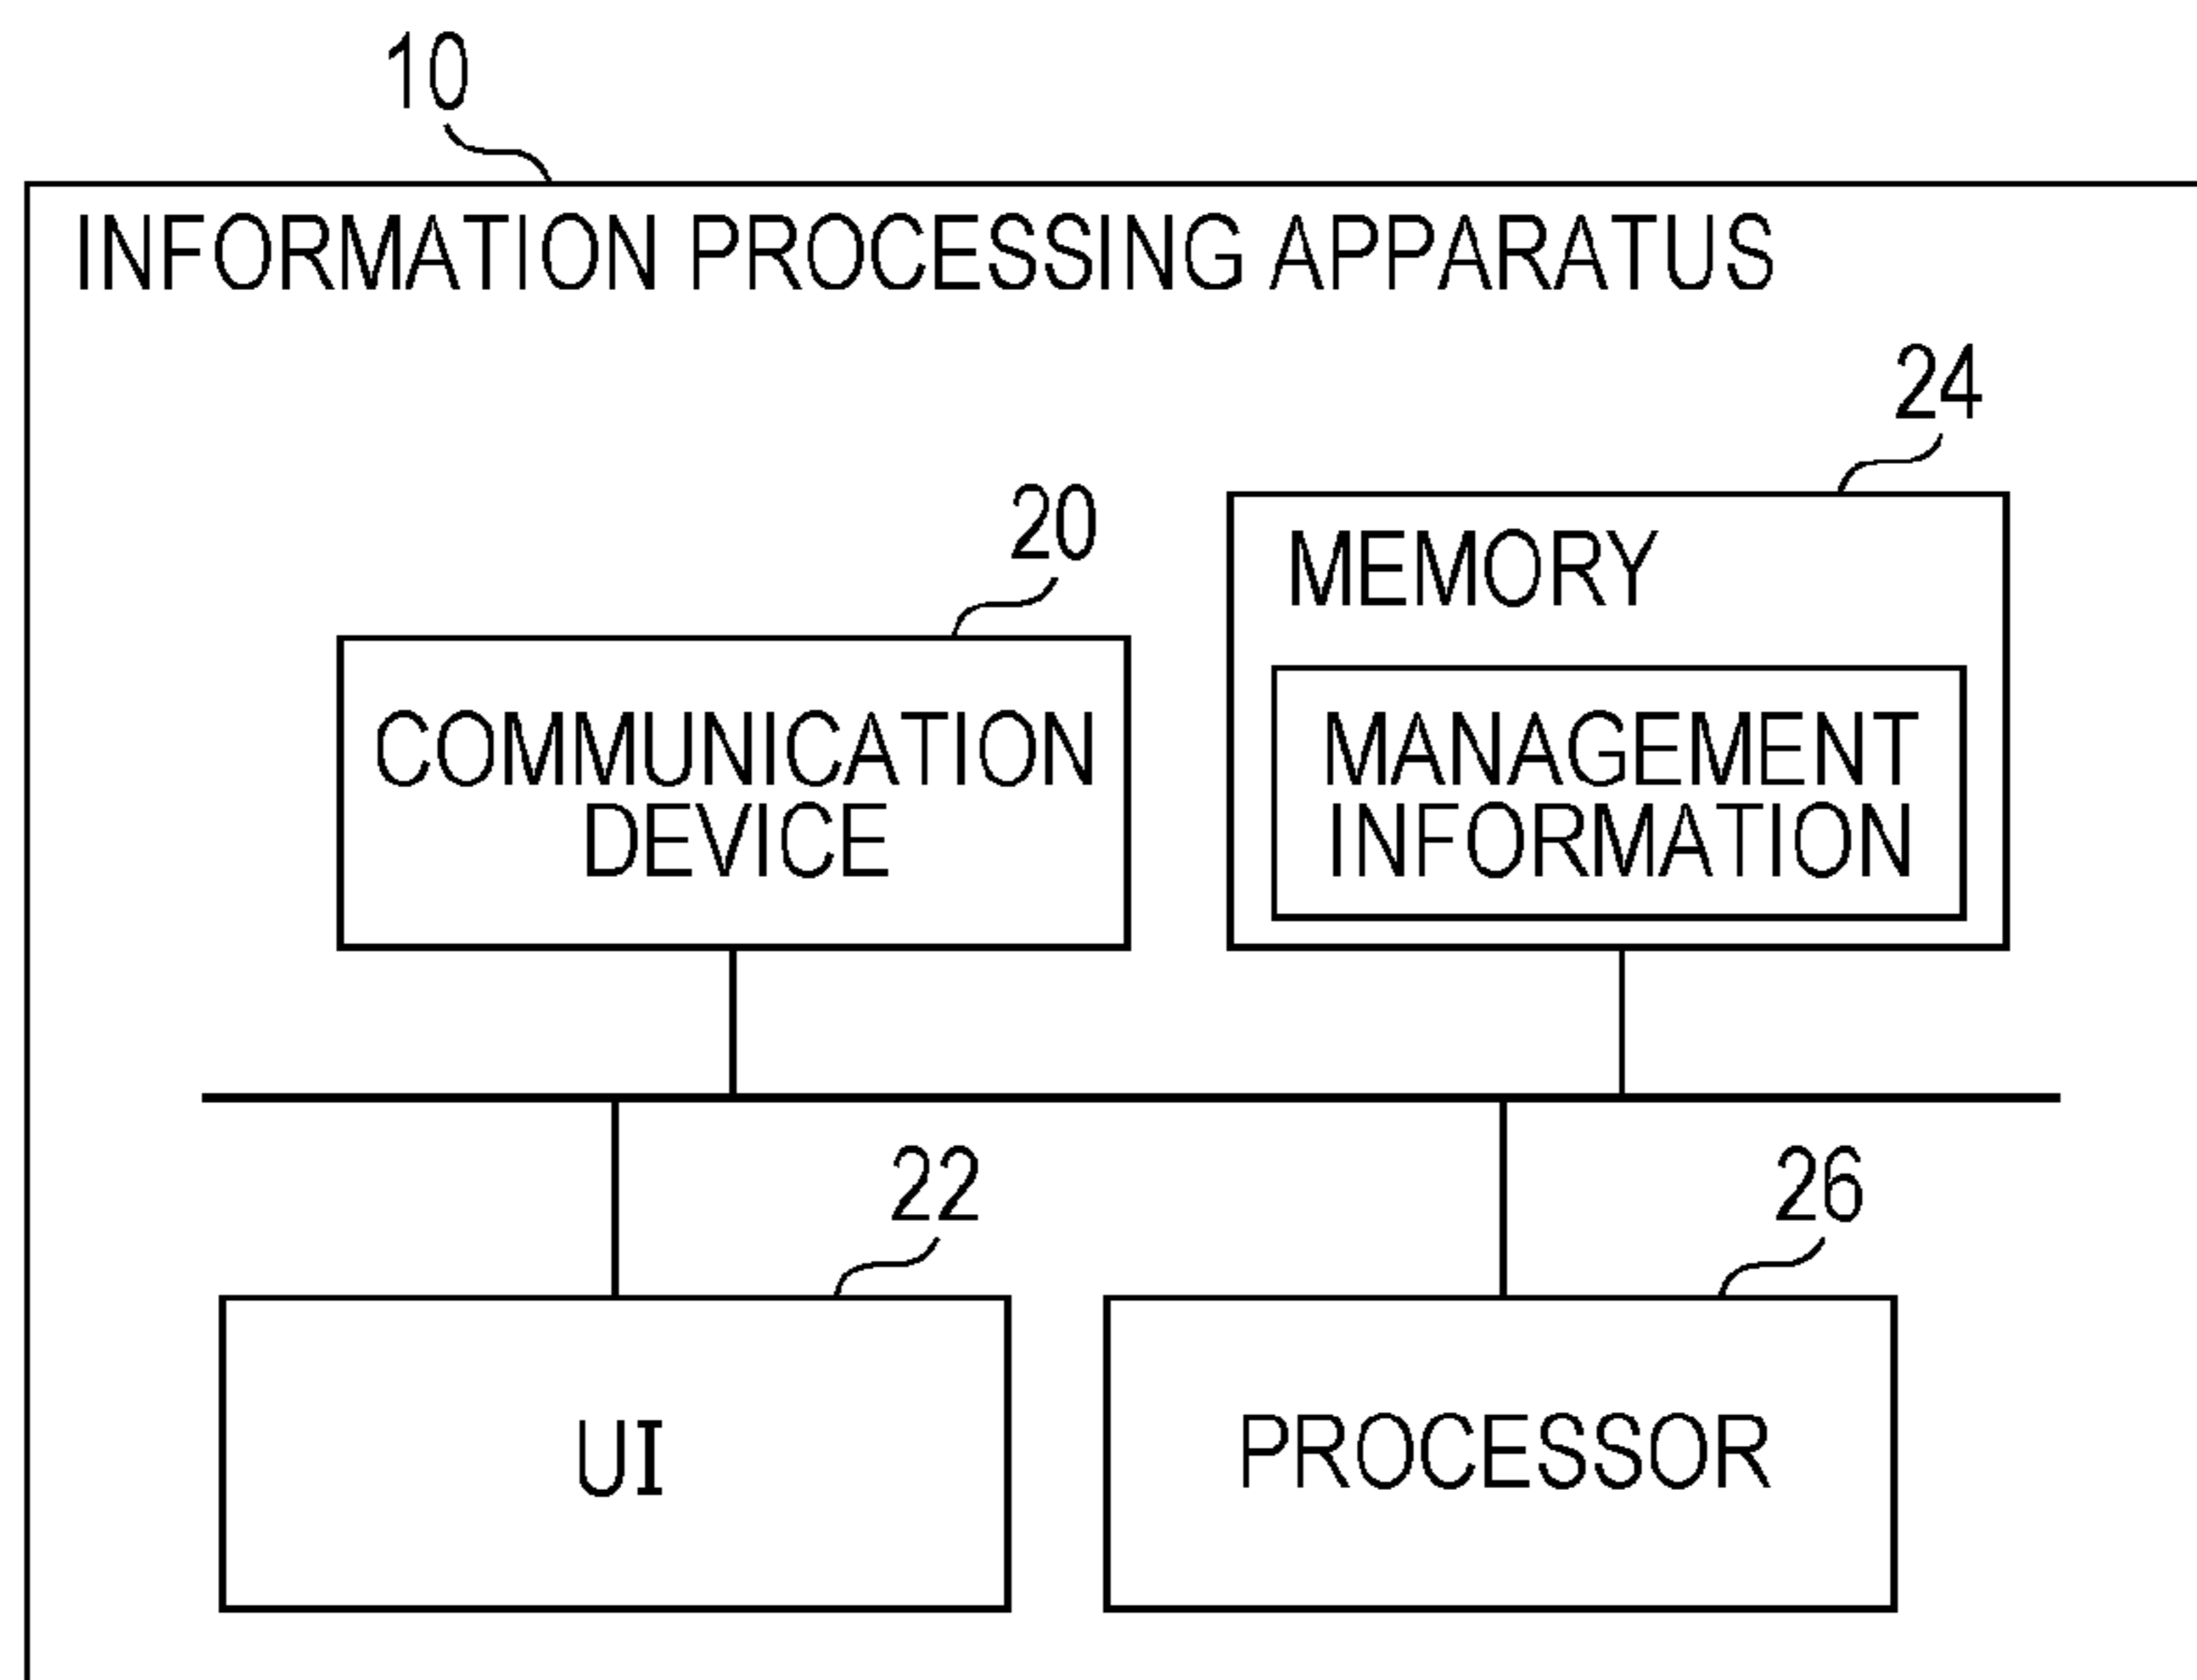 10
INFORMATION PROCESSING APPARATUS
24
20
MEMORY
COMMUNICATION
DEVICE
MANAGEMENT
INFORMATION
22
26
UI
PROCESSOR